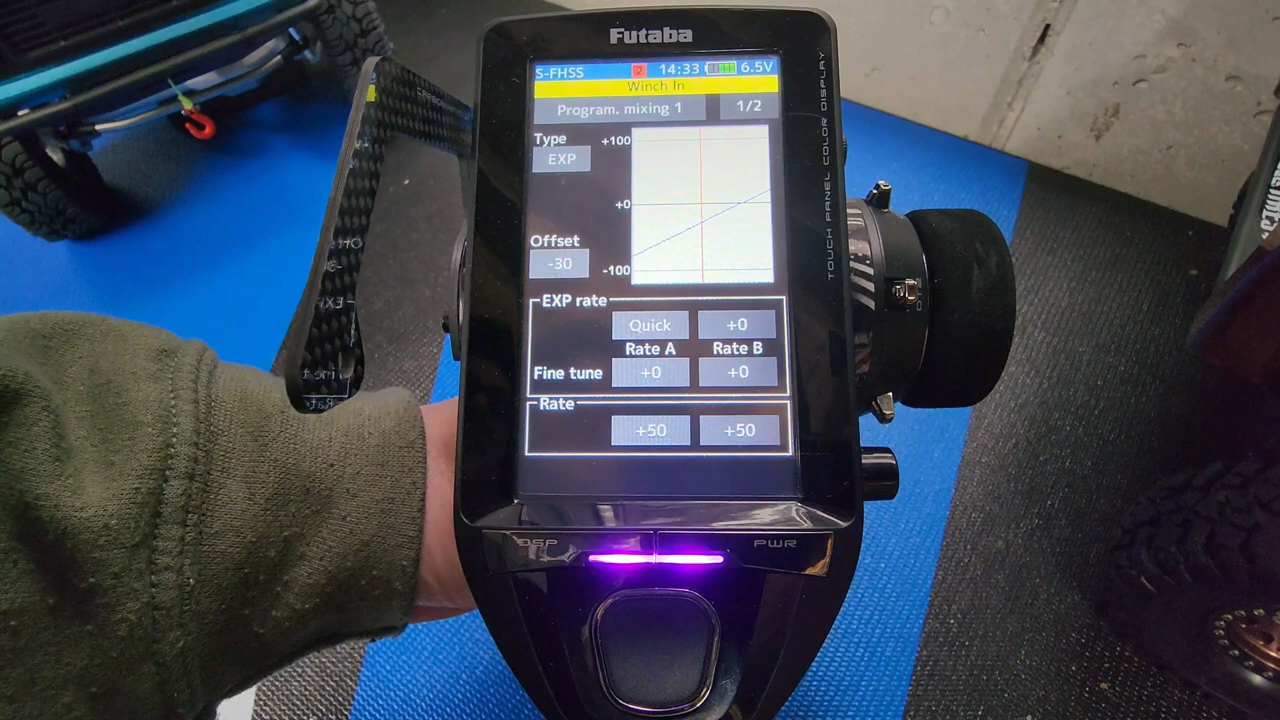 Futaba
S-FHSS 2 14:33 6.5V
Winch In
Program. mixing 1 1/2
Type
EXP
+100
+0
-100
Offset
-30
EXP rate
Quick +0
Rate A Rate B
Fine tune +0 +0
Rate
+50 +50
TOUCH PANEL COLOR DISPLAY
DSP PWR